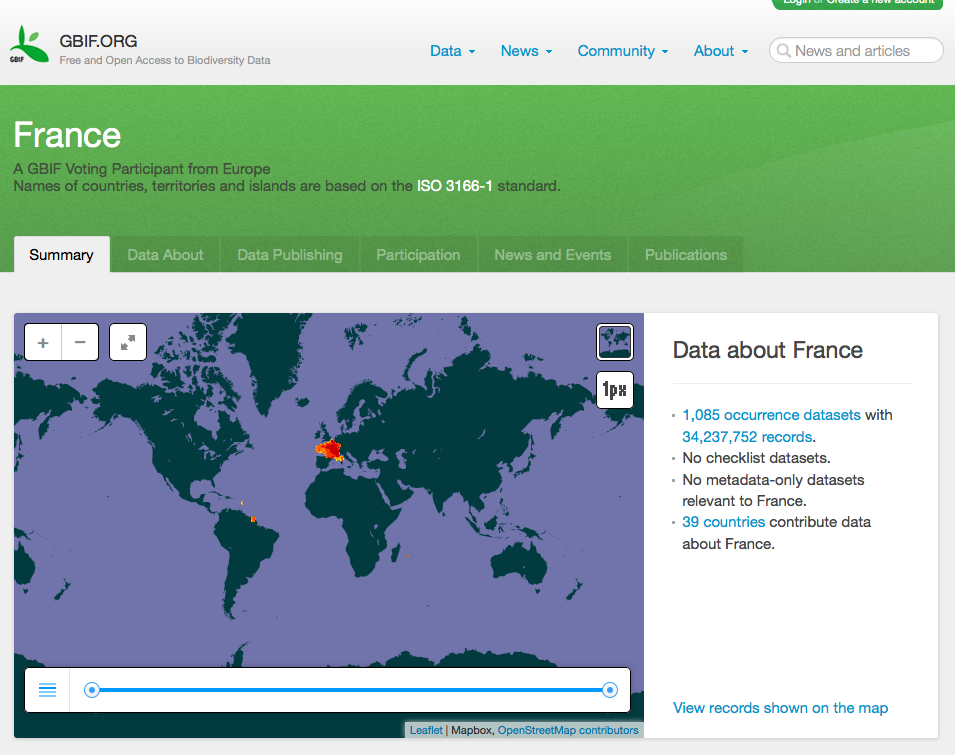 Login or Create a new account
GBIF.ORG
Free and Open Access to Biodiversity Data
GBIF
Data
News
Community
About
News and articles
France
A GBIF Voting Participant from Europe
Names of countries, territories and islands are based on the ISO 3166-1 standard.
Summary
Data About
Data Publishing
Participation
News and Events
Publications
+
−
1px
Data about France
1,085 occurrence datasets with
34,237,752 records.
No checklist datasets.
No metadata-only datasets
relevant to France.
39 countries contribute data
about France.
View records shown on the map
Leaflet | Mapbox, OpenStreetMap contributors